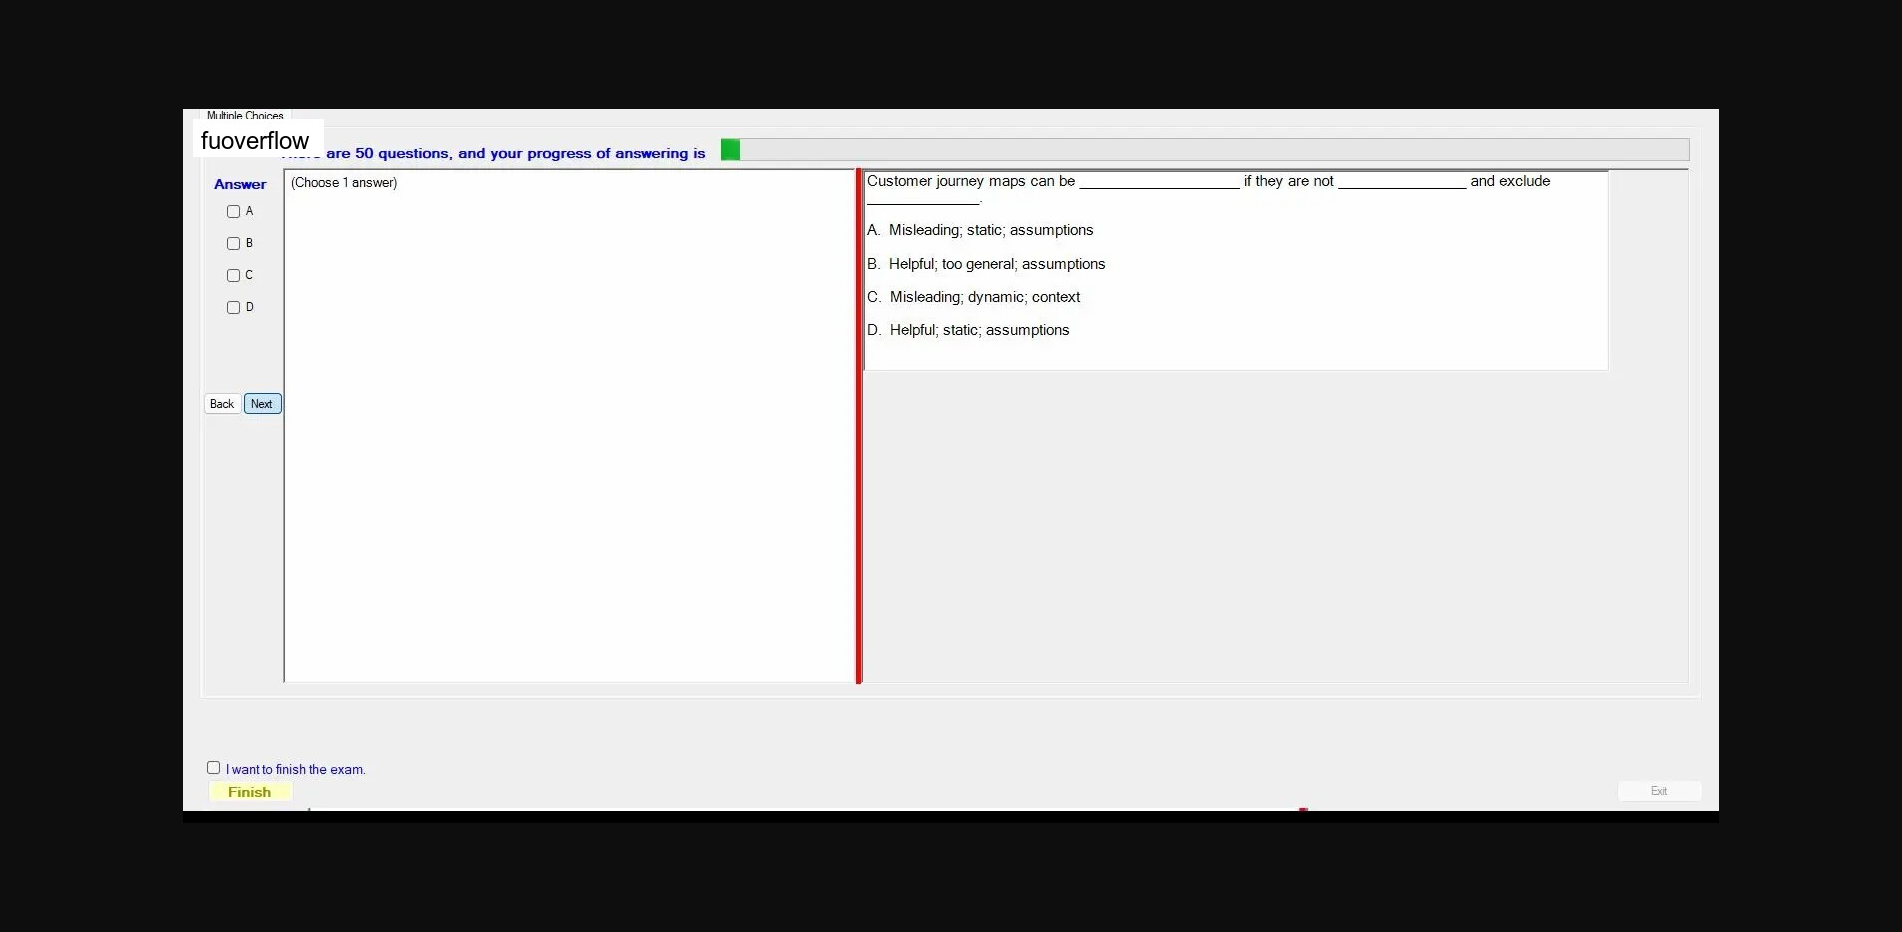 Multiple Choices
fuoverflow
are 50 questions, and your progress of answering is
Answer
(Choose 1 answer)
A
B
C
D
Back Next
Customer journey maps can be ____________________ if they are not ________________ and exclude
______________.
A. Misleading; static; assumptions
B. Helpful; too general; assumptions
C. Misleading; dynamic; context
D. Helpful; static; assumptions
I want to finish the exam.
Finish
Exit